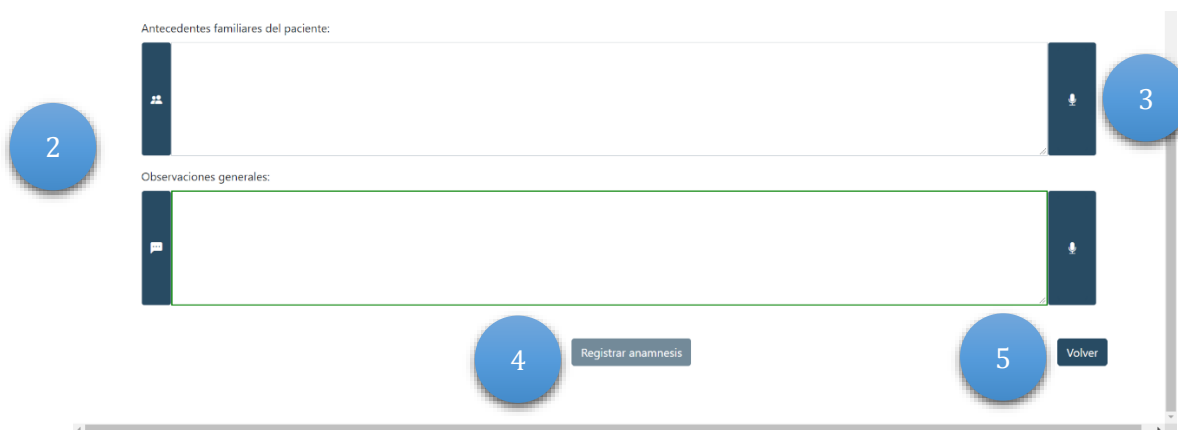 Antecedentes familiares del paciente:
3
2
Observaciones generales:
4
Registrar anamnesis
5
Volver